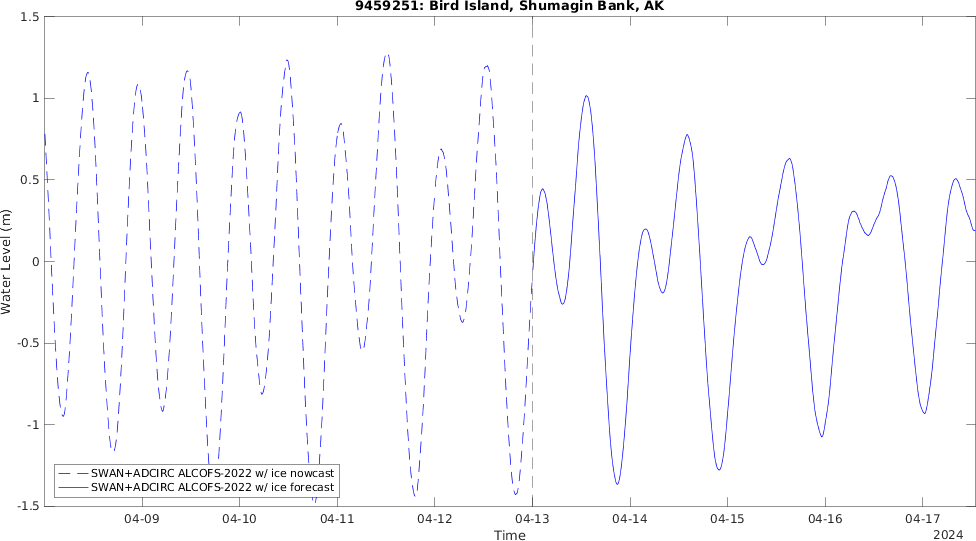 9459251: Bird Island, Shumagin Bank, AK
1.5
1
0.5
0
-0.5
-1
-1.5
Water Level (m)
SWAN+ADCIRC ALCOFS-2022 w/ ice nowcast
SWAN+ADCIRC ALCOFS-2022 w/ ice forecast
04-09 04-10 04-11 04-12 04-13 04-14 04-15 04-16 04-17
Time
2024